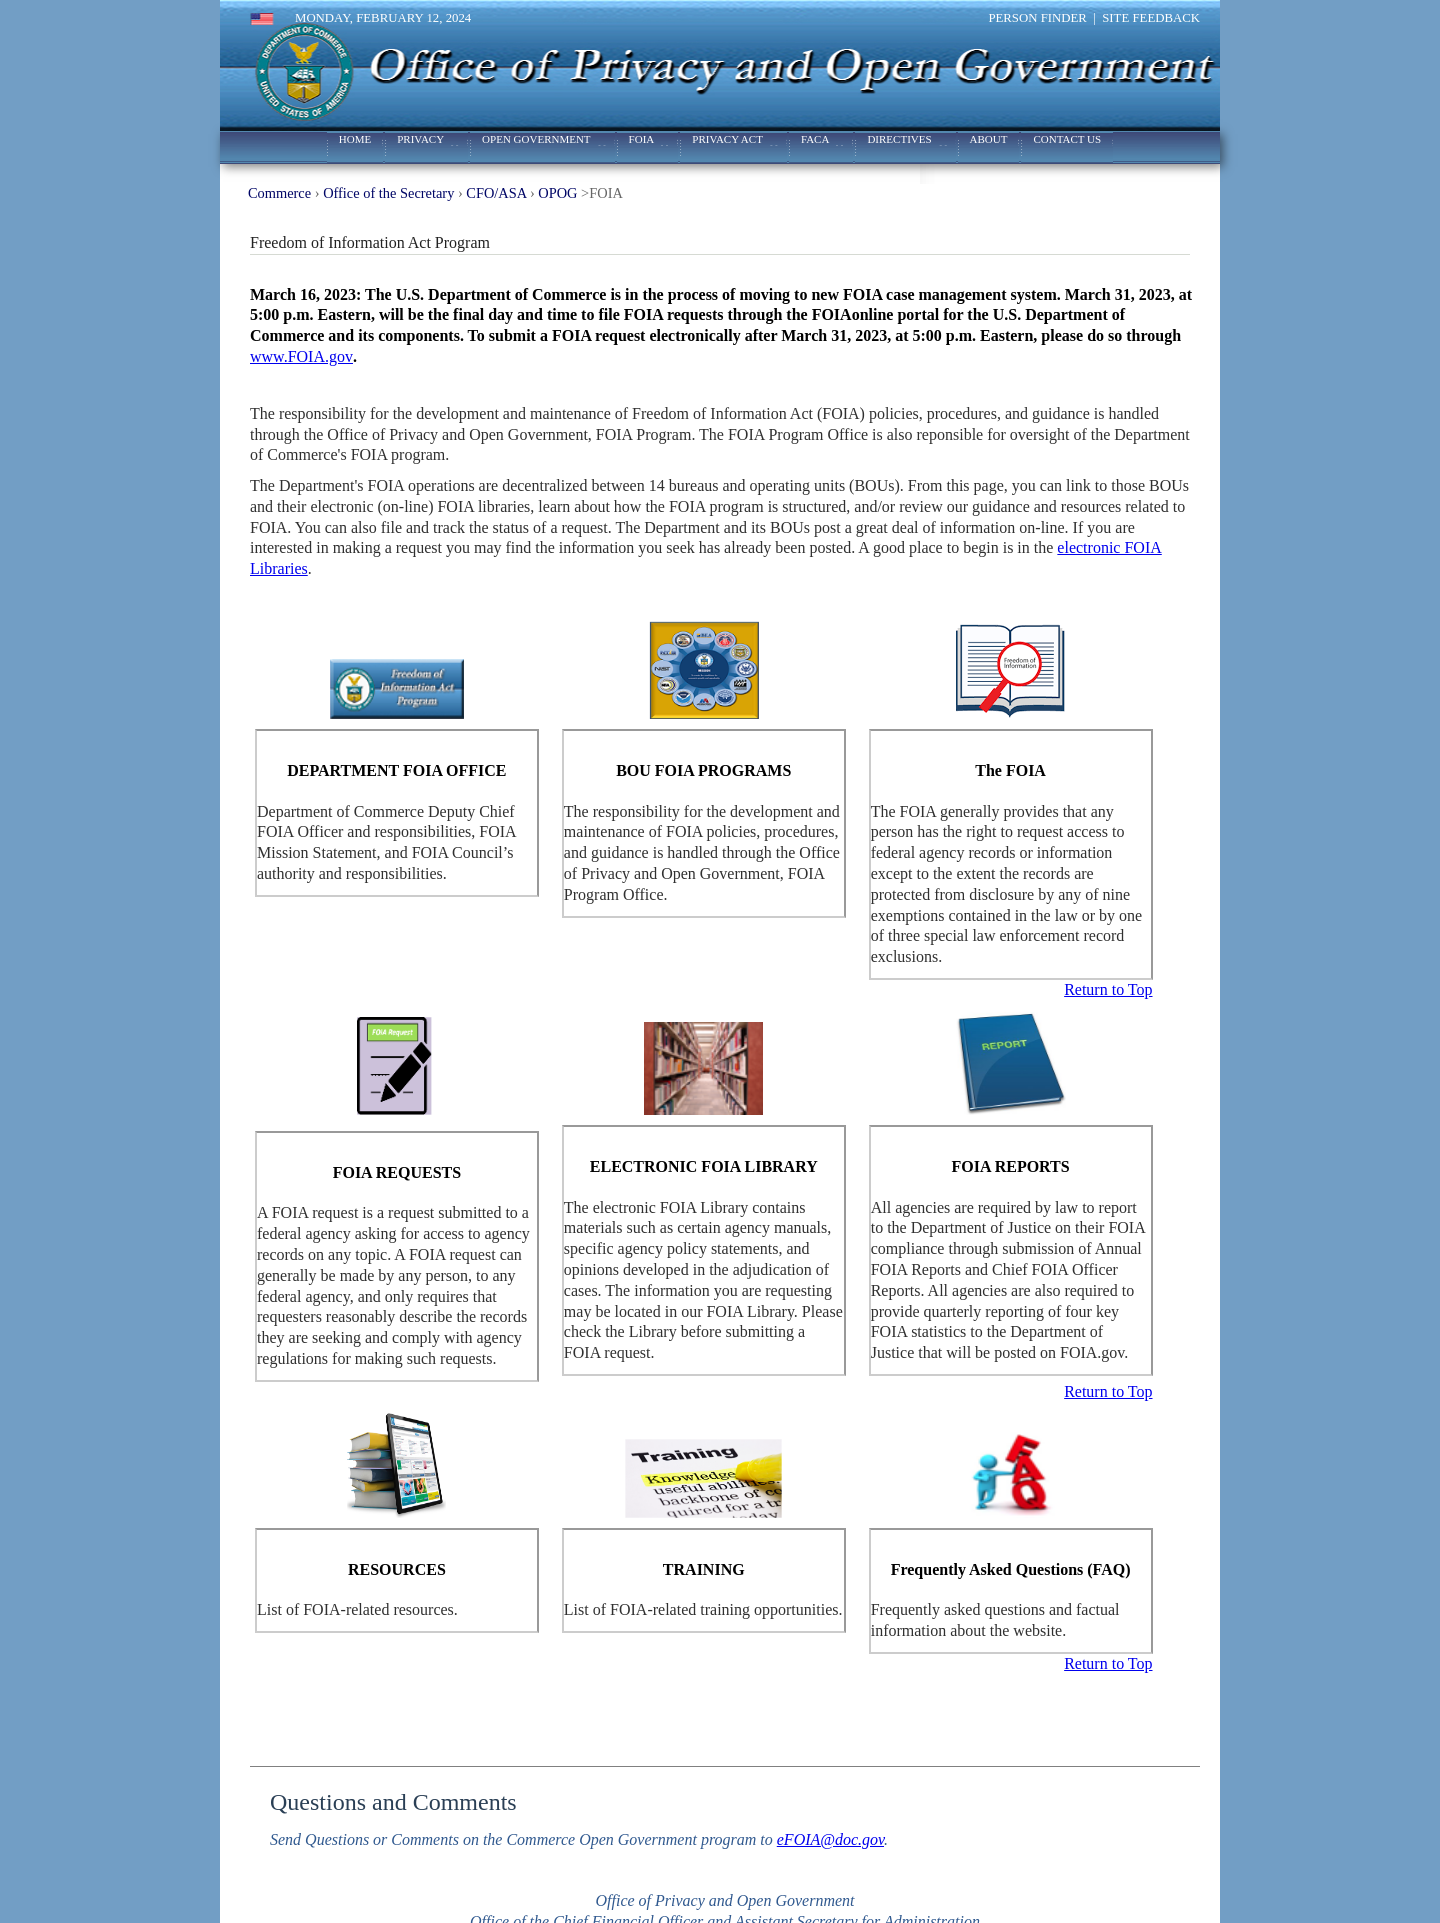 MONDAY, FEBRUARY 12, 2024
PERSON FINDER | SITE FEEDBACK
DEPARTMENT OF COMMERCE
UNITED STATES OF AMERICA
Office of Privacy and Open Government
HOME PRIVACY OPEN GOVERNMENT FOIA PRIVACY ACT FACA DIRECTIVES ABOUT CONTACT US
Commerce › Office of the Secretary › CFO/ASA › OPOG >FOIA
Freedom of Information Act Program
March 16, 2023: The U.S. Department of Commerce is in the process of moving to new FOIA case management system. March 31, 2023, at
5:00 p.m. Eastern, will be the final day and time to file FOIA requests through the FOIAonline portal for the U.S. Department of
Commerce and its components. To submit a FOIA request electronically after March 31, 2023, at 5:00 p.m. Eastern, please do so through
www.FOIA.gov.
The responsibility for the development and maintenance of Freedom of Information Act (FOIA) policies, procedures, and guidance is handled
through the Office of Privacy and Open Government, FOIA Program. The FOIA Program Office is also reponsible for oversight of the Department
of Commerce's FOIA program.
The Department's FOIA operations are decentralized between 14 bureaus and operating units (BOUs). From this page, you can link to those BOUs
and their electronic (on-line) FOIA libraries, learn about how the FOIA program is structured, and/or review our guidance and resources related to
FOIA. You can also file and track the status of a request. The Department and its BOUs post a great deal of information on-line. If you are
interested in making a request you may find the information you seek has already been posted. A good place to begin is in the electronic FOIA
Libraries.
Freedom of
Information Act
Program
BEA
NIST
Freedom of
Information
DEPARTMENT FOIA OFFICE
Department of Commerce Deputy Chief
FOIA Officer and responsibilities, FOIA
Mission Statement, and FOIA Council’s
authority and responsibilities.
BOU FOIA PROGRAMS
The responsibility for the development and
maintenance of FOIA policies, procedures,
and guidance is handled through the Office
of Privacy and Open Government, FOIA
Program Office.
The FOIA
The FOIA generally provides that any
person has the right to request access to
federal agency records or information
except to the extent the records are
protected from disclosure by any of nine
exemptions contained in the law or by one
of three special law enforcement record
exclusions.
Return to Top
FOIA Request
REPORT
FOIA REQUESTS
A FOIA request is a request submitted to a
federal agency asking for access to agency
records on any topic. A FOIA request can
generally be made by any person, to any
federal agency, and only requires that
requesters reasonably describe the records
they are seeking and comply with agency
regulations for making such requests.
ELECTRONIC FOIA LIBRARY
The electronic FOIA Library contains
materials such as certain agency manuals,
specific agency policy statements, and
opinions developed in the adjudication of
cases. The information you are requesting
may be located in our FOIA Library. Please
check the Library before submitting a
FOIA request.
FOIA REPORTS
All agencies are required by law to report
to the Department of Justice on their FOIA
compliance through submission of Annual
FOIA Reports and Chief FOIA Officer
Reports. All agencies are also required to
provide quarterly reporting of four key
FOIA statistics to the Department of
Justice that will be posted on FOIA.gov.
Return to Top
Training
Knowledge
useful abilities.
backbone of co
quired for a tr
today
FAQ
RESOURCES
List of FOIA-related resources.
TRAINING
List of FOIA-related training opportunities.
Frequently Asked Questions (FAQ)
Frequently asked questions and factual
information about the website.
Return to Top
Questions and Comments
Send Questions or Comments on the Commerce Open Government program to eFOIA@doc.gov.
Office of Privacy and Open Government
Office of the Chief Financial Officer and Assistant Secretary for Administration